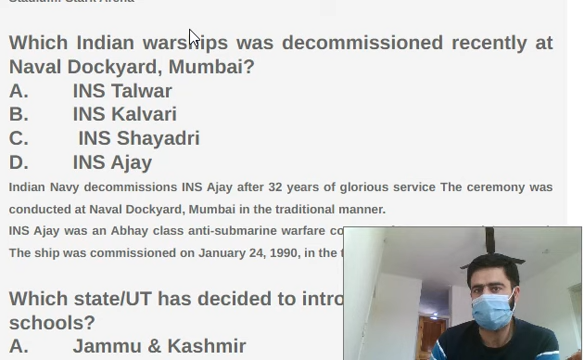 Stadium: Stark Arena
Which Indian warships was decommissioned recently at
Naval Dockyard, Mumbai?
A. INS Talwar
B. INS Kalvari
C. INS Shayadri
D. INS Ajay
Indian Navy decommissions INS Ajay after 32 years of glorious service The ceremony was
conducted at Naval Dockyard, Mumbai in the traditional manner.
INS Ajay was an Abhay class anti-submarine warfare
The ship was commissioned on January 24, 1990, in the
Which state/UT has decided to
schools?
A. Jammu & Kashmir